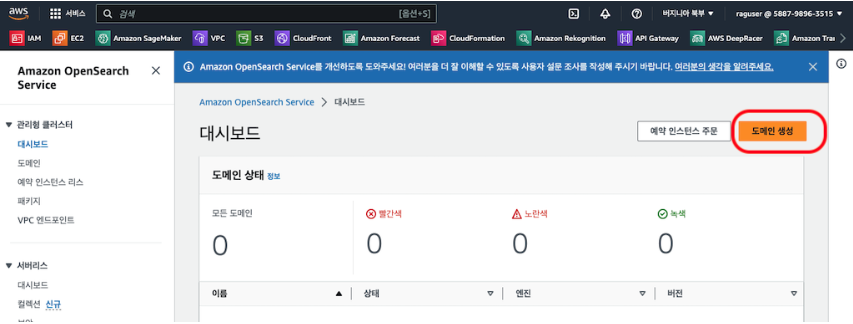 aws 서비스 검색 [옵션+S] 버지니아 북부 ▼ raguser @ 5887-9896-3515 ▼
IAM EC2 Amazon SageMaker VPC S3 CloudFront Amazon Forecast CloudFormation Amazon Rekognition API Gateway AWS DeepRacer Amazon Tra
Amazon OpenSearch Service를 개선하도록 도와주세요! 여러분을 더 잘 이해할 수 있도록 사용자 설문 조사를 작성해 주시기 바랍니다. 여러분의 생각을 알려주세요.
Amazon OpenSearch
Service
관리형 클러스터
대시보드
도메인
예약 인스턴스 리스
패키지
VPC 엔드포인트
서버리스
대시보드
컬렉션 신규
Amazon OpenSearch Service > 대시보드
대시보드
예약 인스턴스 주문 도메인 생성
도메인 상태 정보
모든 도메인 빨간색 노란색 녹색
0 0 0 0
이름 상태 엔진 버전